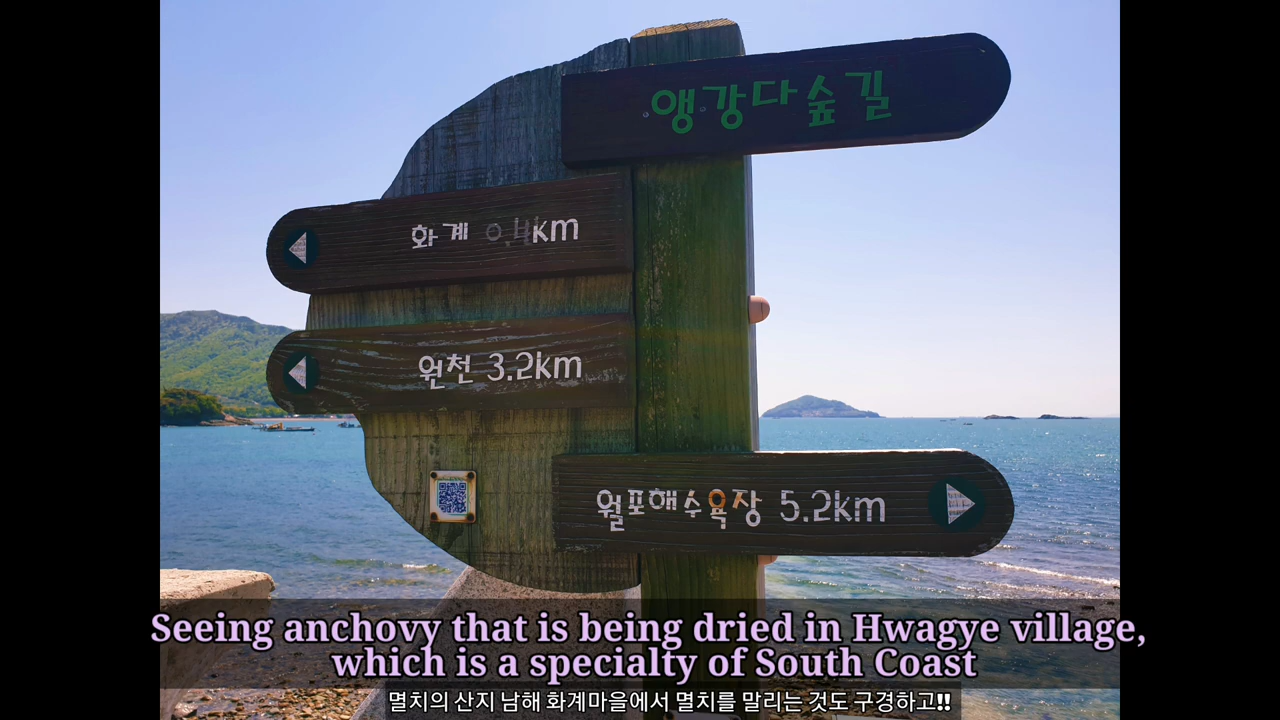 앵강다숲길
화계 0.4km
원천 3.2km
월포해수욕장 5.2km
Seeing anchovy that is being dried in Hwagye village,
which is a specialty of South Coast
멸치의 산지 남해 화계마을에서 멸치를 말리는 것도 구경하고!!